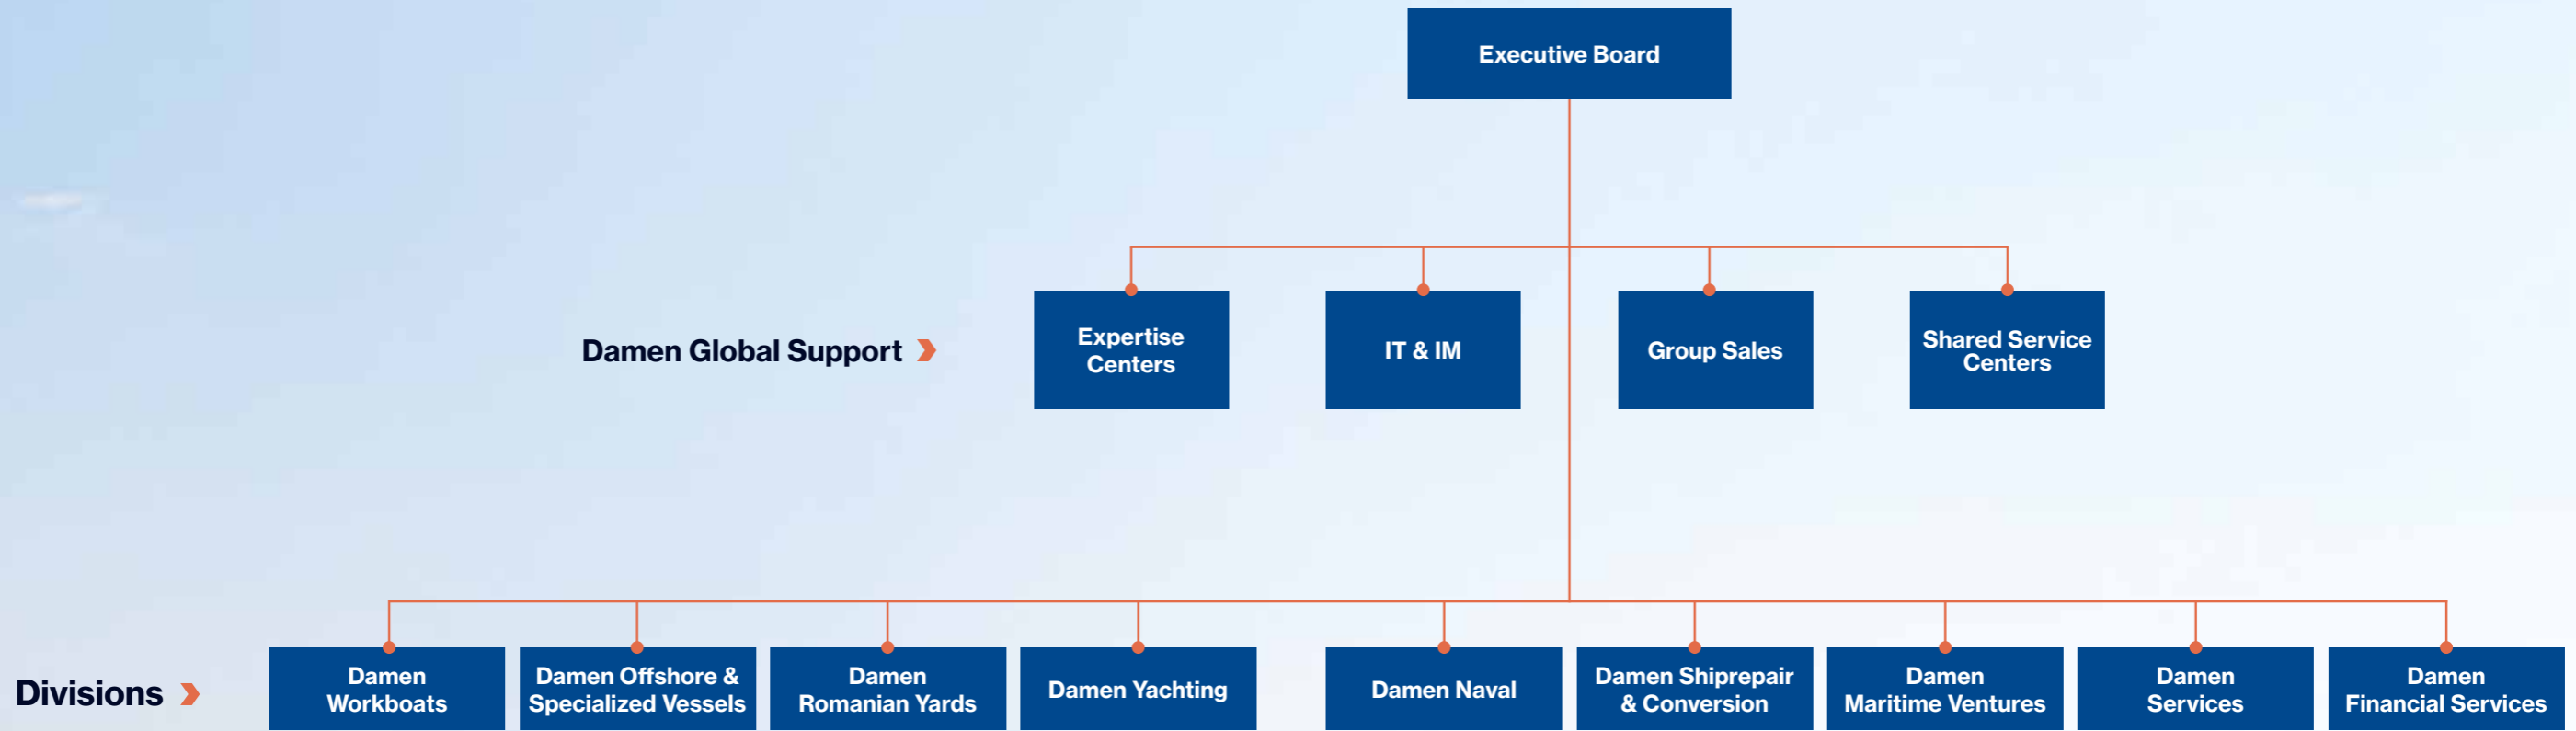 Executive Board
Damen Global Support
Expertise
Centers
IT & IM
Group Sales
Shared Service
Centers
Divisions
Damen
Workboats
Damen Offshore &
Specialized Vessels
Damen
Romanian Yards
Damen Yachting
Damen Naval
Damen Shiprepair
& Conversion
Damen
Maritime Ventures
Damen
Services
Damen
Financial Services